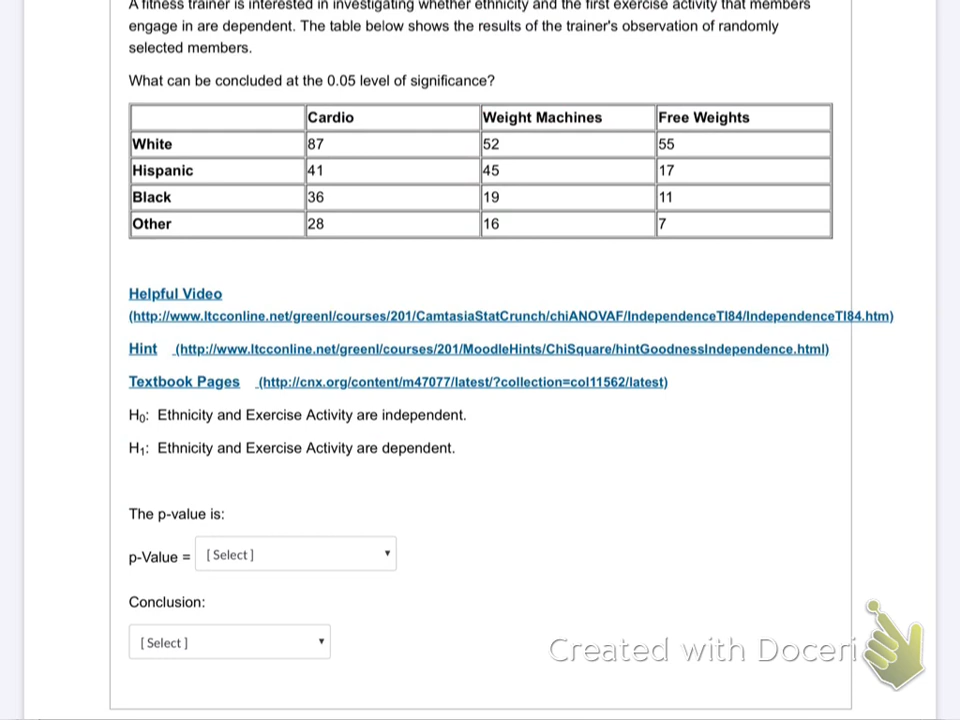 A fitness trainer is interested in investigating whether ethnicity and the first exercise activity that members
engage in are dependent. The table below shows the results of the trainer's observation of randomly
selected members.
What can be concluded at the 0.05 level of significance?
Cardio Weight Machines Free Weights
White 87 52 55
Hispanic 41 45 17
Black 36 19 11
Other 28 16 7
Helpful Video
(http://www.ltcconline.net/greenl/courses/201/CamtasiaStatCrunch/chiANOVAF/IndependenceTI84/IndependenceTI84.htm)
Hint (http://www.ltcconline.net/greenl/courses/201/MoodleHints/ChiSquare/hintGoodnessIndependence.html)
Textbook Pages (http://cnx.org/content/m47077/latest/?collection=col11562/latest)
H₀: Ethnicity and Exercise Activity are independent.
H₁: Ethnicity and Exercise Activity are dependent.
The p-value is:
p-Value = [ Select ]
Conclusion:
[ Select ]
Created with Doceri